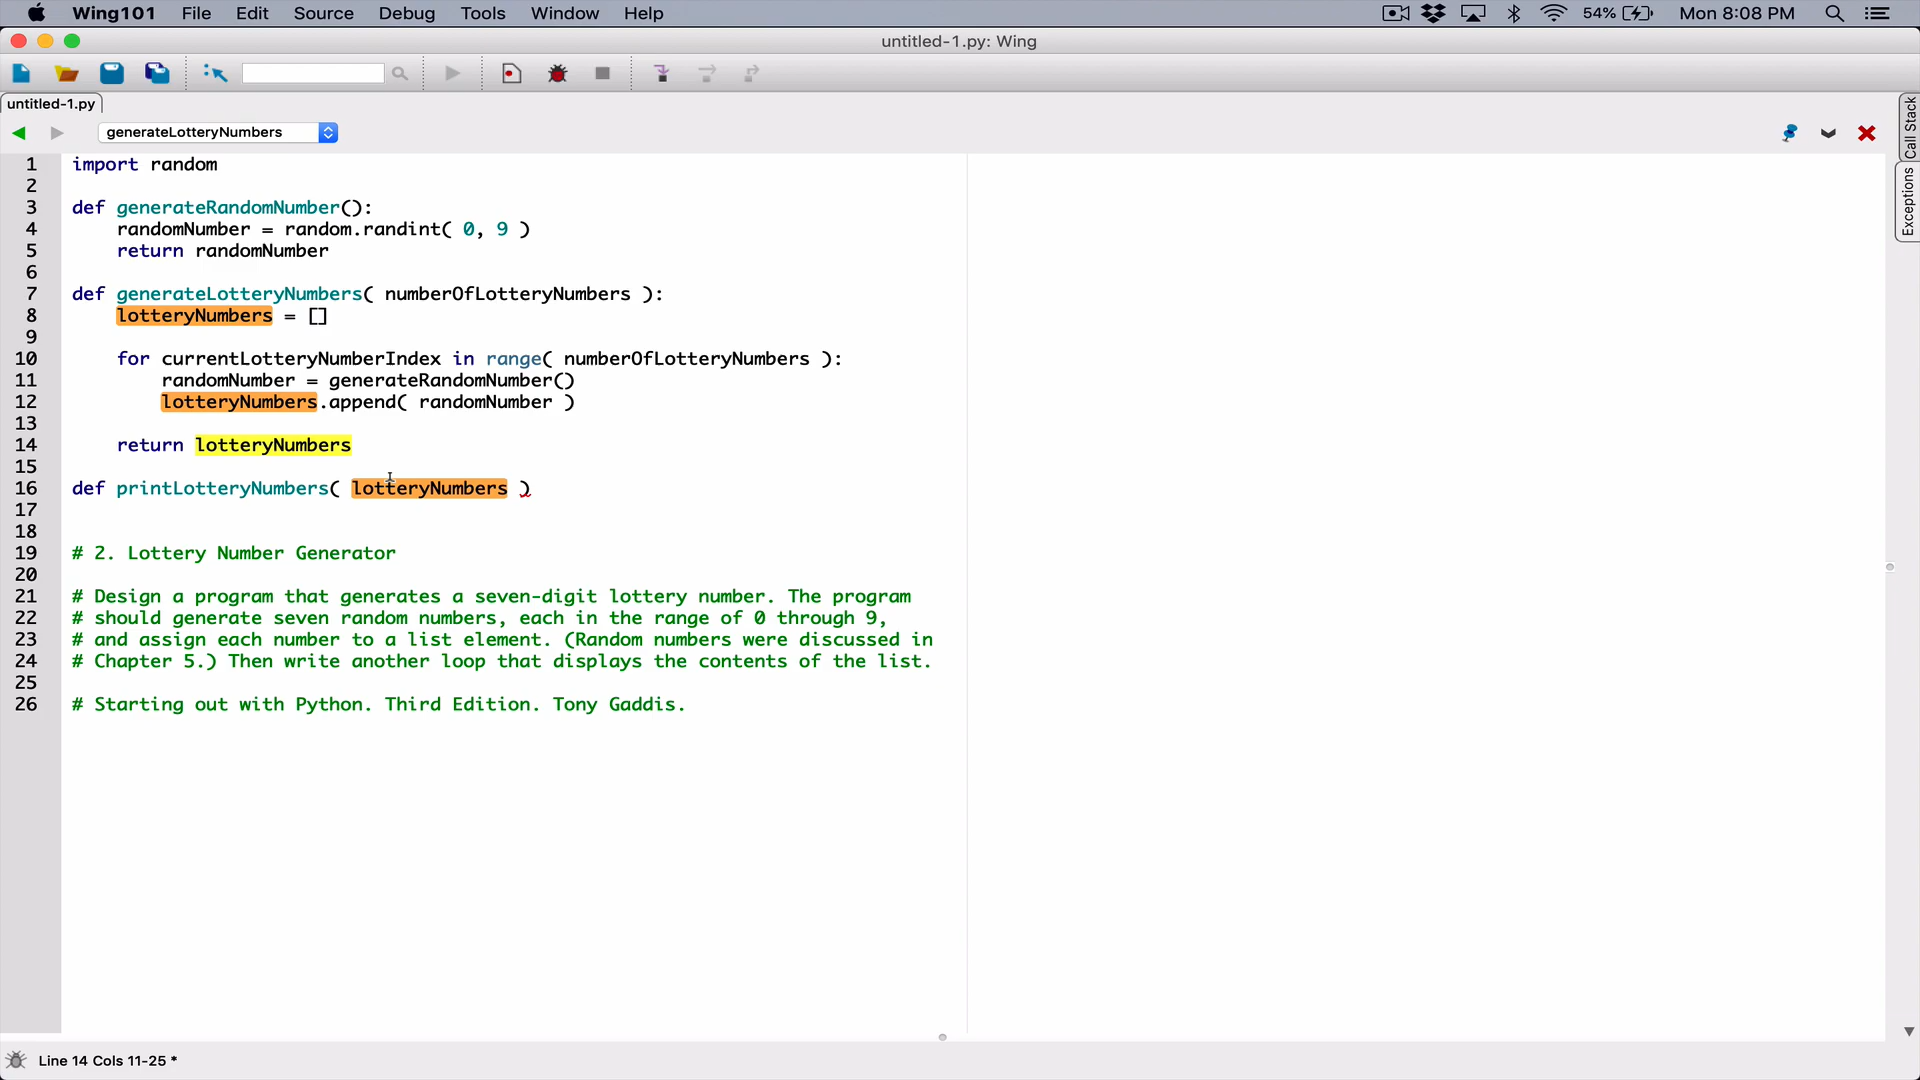 Wing101 File Edit Source Debug Tools Window Help 54% Mon 8:08 PM
untitled-1.py: Wing
untitled-1.py
generateLotteryNumbers
Call Stack
Exceptions
1 import random
2
3 def generateRandomNumber():
4     randomNumber = random.randint( 0, 9 )
5     return randomNumber
6
7 def generateLotteryNumbers( numberOfLotteryNumbers ):
8     lotteryNumbers = []
9
10     for currentLotteryNumberIndex in range( numberOfLotteryNumbers ):
11         randomNumber = generateRandomNumber()
12         lotteryNumbers.append( randomNumber )
13
14     return lotteryNumbers
15
16 def printLotteryNumbers( lotteryNumbers )
17
18
19 # 2. Lottery Number Generator
20
21 # Design a program that generates a seven-digit lottery number. The program
22 # should generate seven random numbers, each in the range of 0 through 9,
23 # and assign each number to a list element. (Random numbers were discussed in
24 # Chapter 5.) Then write another loop that displays the contents of the list.
25
26 # Starting out with Python. Third Edition. Tony Gaddis.
Line 14 Cols 11-25 *